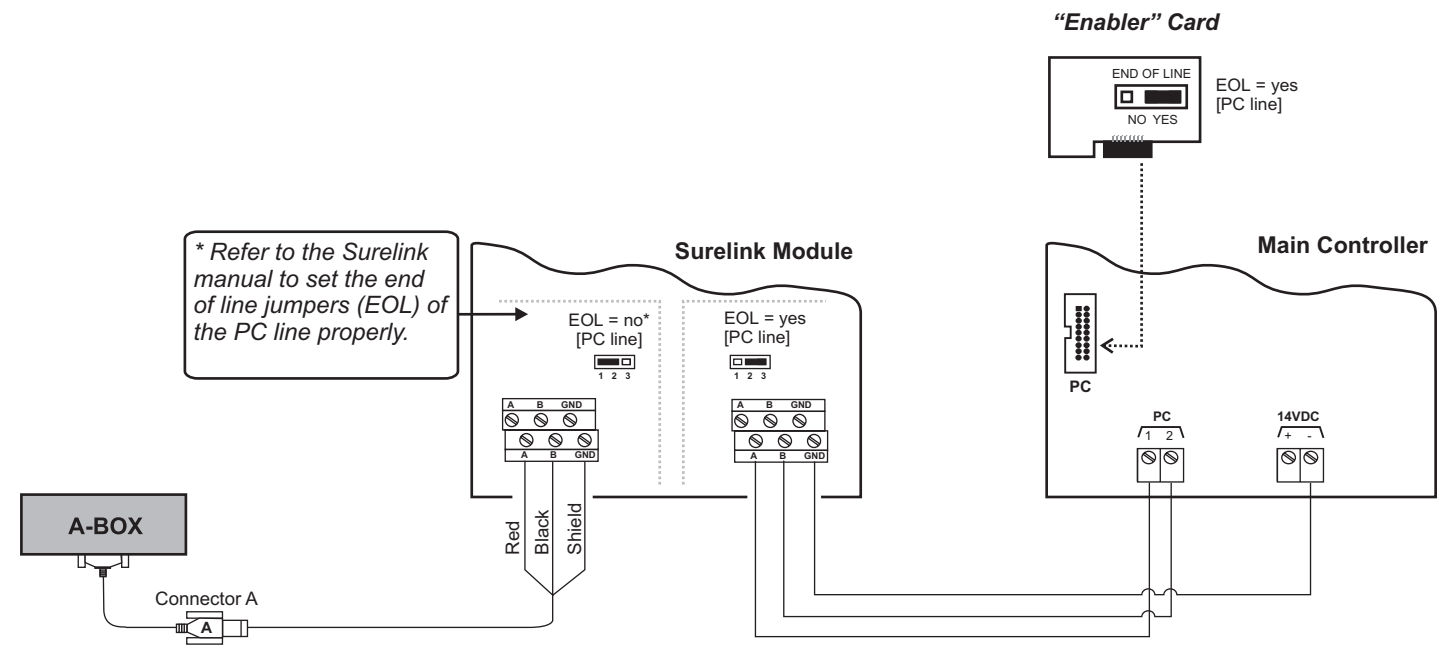 “Enabler” Card
END OF LINE
NO YES
EOL = yes
[PC line]
* Refer to the Surelink
manual to set the end
of line jumpers (EOL) of
the PC line properly.
Surelink Module
EOL = no*
[PC line]
1 2 3
A B GND
A B GND
Red
Black
Shield
EOL = yes
[PC line]
1 2 3
A B GND
A B GND
Main Controller
PC
PC
1 2
14VDC
+ -
A-BOX
Connector A
A